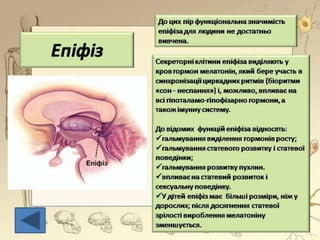 До цих пір функціональна значимість
епіфіза для людини не достатньо
вивчена.
Епіфіз
Секреторні клітини епіфіза виділяють у
кров гормон мелатонін, який бере участь в
синхронізації циркадних ритмів (біоритми
«сон - неспання») і, можливо, впливає на
всі гіпоталамо-гіпофізарно гормони, а
також імунну систему.
До відомих функцій епіфіза відносять:
✓гальмування виділення гормонів росту;
✓гальмування статевого розвитку і статевої
поведінки;
✓гальмування розвитку пухлин.
✓впливає на статевий розвиток і
сексуальну поведінку.
✓У дітей епіфіз має більші розміри, ніж у
дорослих; після досягнення статевої
зрілості вироблення мелатоніну
зменшується.
Епіфіз